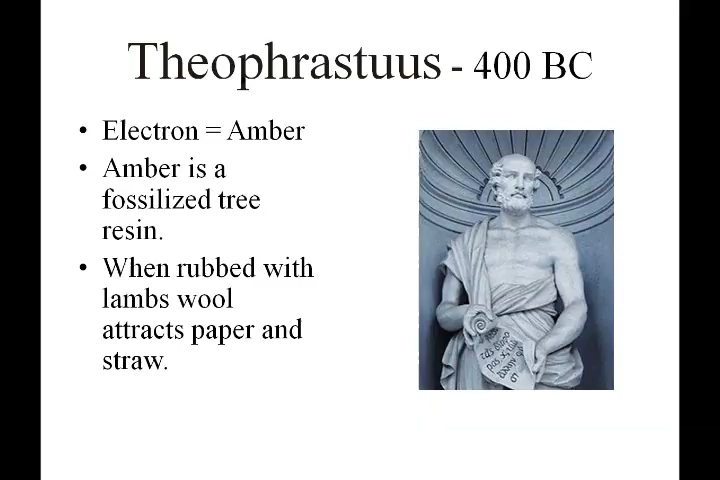 Theophrastuus - 400 BC
• Electron = Amber
• Amber is a
fossilized tree
resin.
• When rubbed with
lambs wool
attracts paper and
straw.